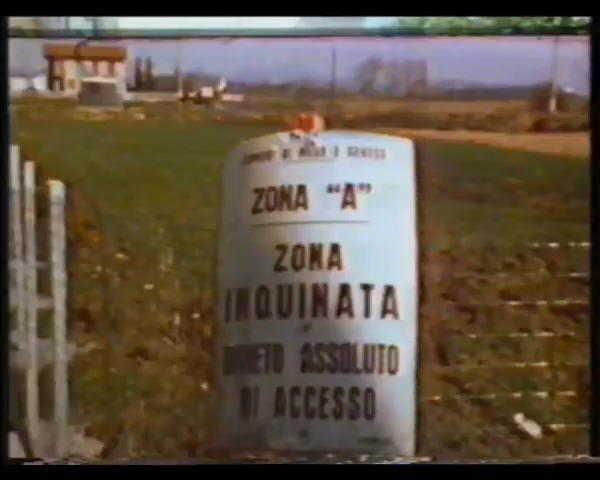 ZONA "A"
ZONA
INQUINATA
DIVIETO ASSOLUTO
DI ACCESSO